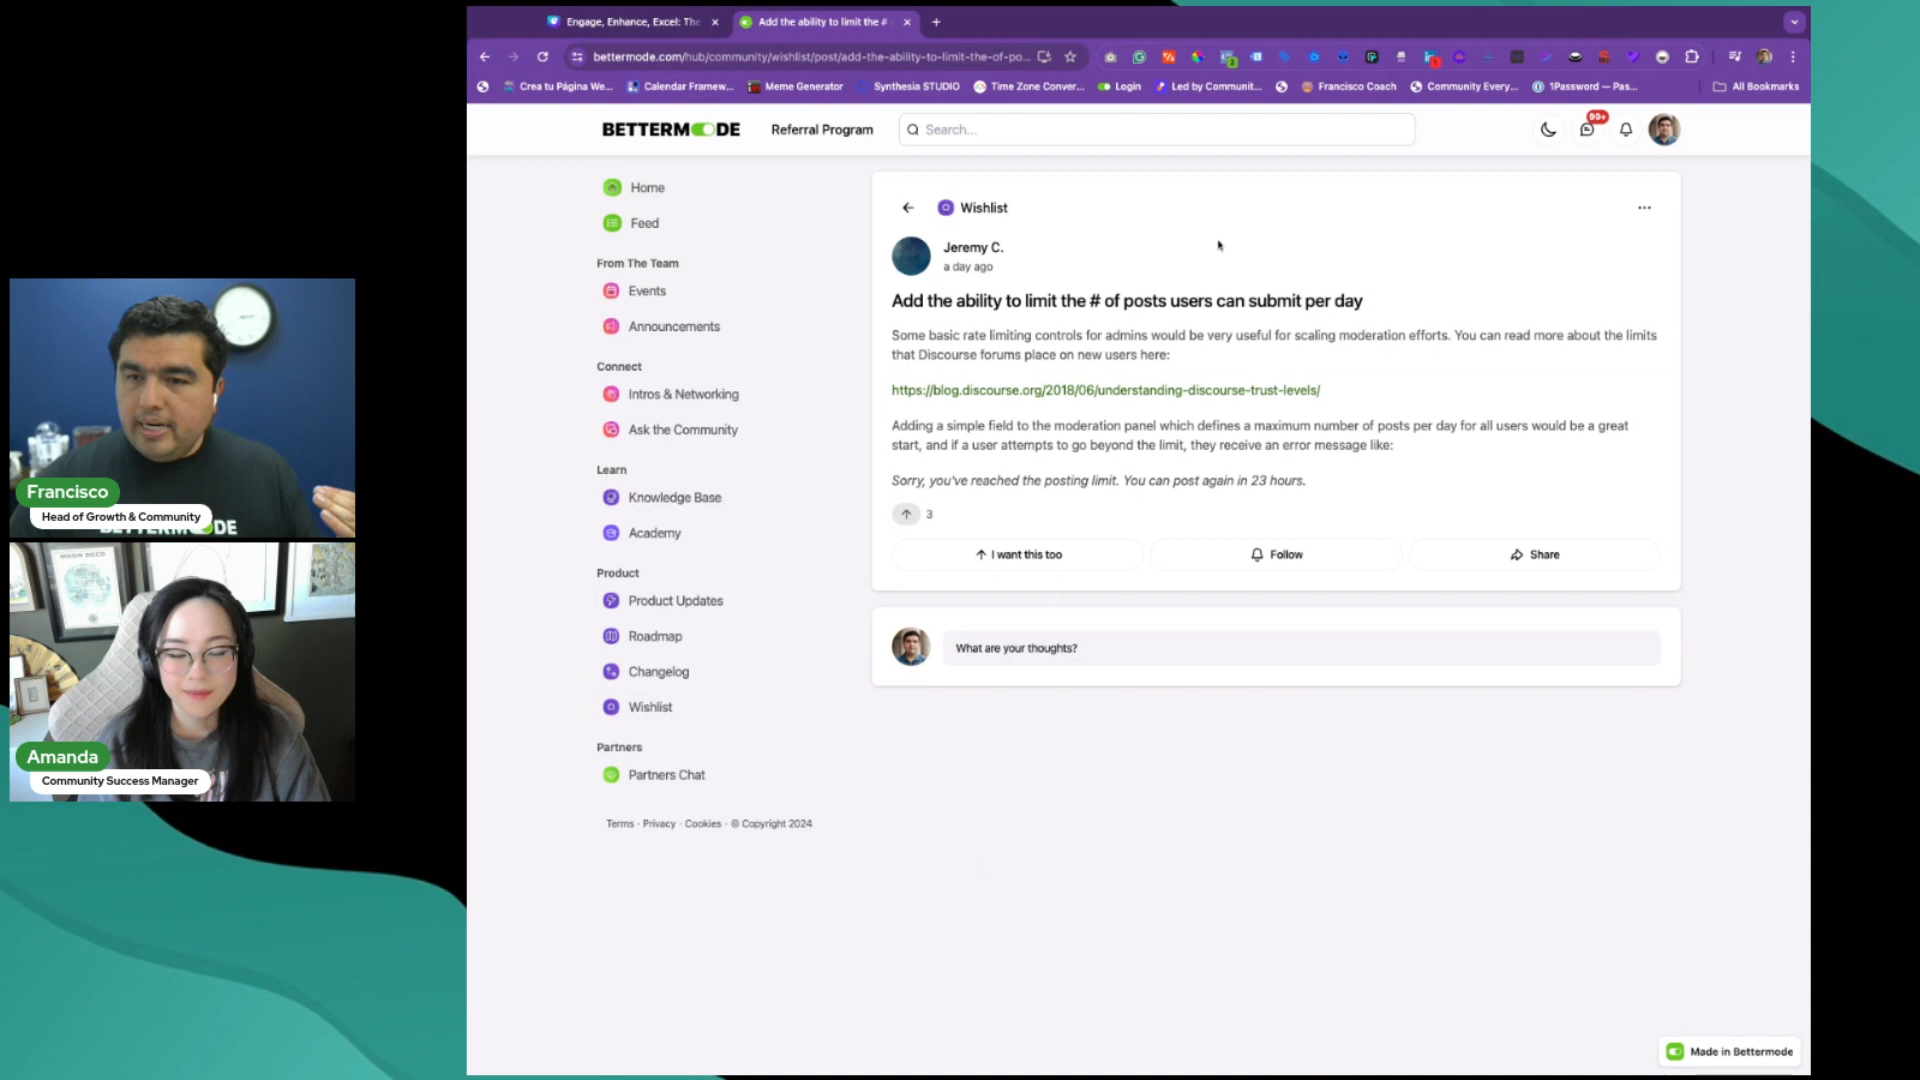 Engage, Enhance, Excel: The
Add the ability to limit the #
bettermode.com/hub/community/wishlist/post/add-the-ability-to-limit-the-of-po...
Crea tu Página We...
Calendar Framew...
Meme Generator
Synthesia STUDIO
Time Zone Conver...
Login
Led by Communit...
Francisco Coach
Community Every...
1Password — Pas...
All Bookmarks
BETTERMODE
Referral Program
Search...
99+
Home
Feed
From The Team
Events
Announcements
Connect
Intros & Networking
Ask the Community
Learn
Knowledge Base
Academy
Product
Product Updates
Roadmap
Changelog
Wishlist
Partners
Partners Chat
Terms · Privacy · Cookies · © Copyright 2024
Wishlist
Jeremy C.
a day ago
Add the ability to limit the # of posts users can submit per day
Some basic rate limiting controls for admins would be very useful for scaling moderation efforts. You can read more about the limits
that Discourse forums place on new users here:
https://blog.discourse.org/2018/06/understanding-discourse-trust-levels/
Adding a simple field to the moderation panel which defines a maximum number of posts per day for all users would be a great
start, and if a user attempts to go beyond the limit, they receive an error message like:
Sorry, you've reached the posting limit. You can post again in 23 hours.
3
I want this too
Follow
Share
What are your thoughts?
Made in Bettermode
Francisco
Head of Growth & Community
MOON DECO
Amanda
Community Success Manager